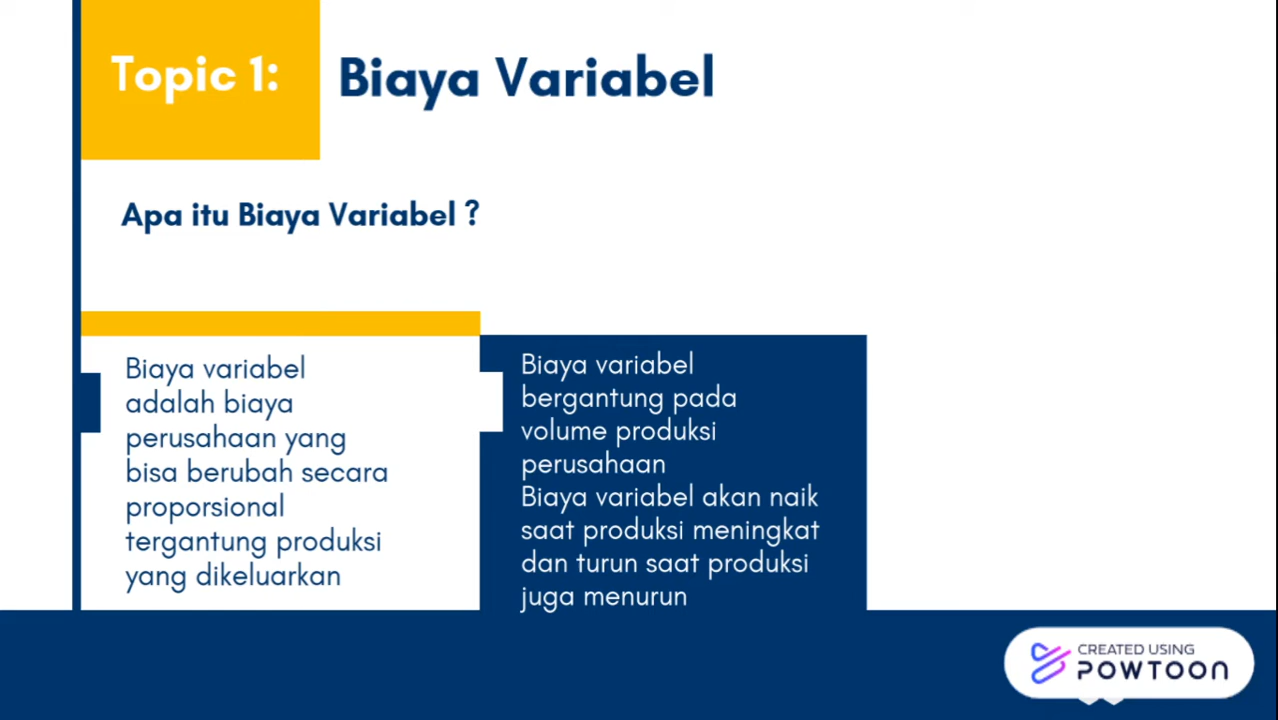 Topic 1:
Biaya Variabel
Apa itu Biaya Variabel ?
Biaya variabel
adalah biaya
perusahaan yang
bisa berubah secara
proporsional
tergantung produksi
yang dikeluarkan
Biaya variabel
bergantung pada
volume produksi
perusahaan
Biaya variabel akan naik
saat produksi meningkat
dan turun saat produksi
juga menurun
CREATED USING
POWTOON